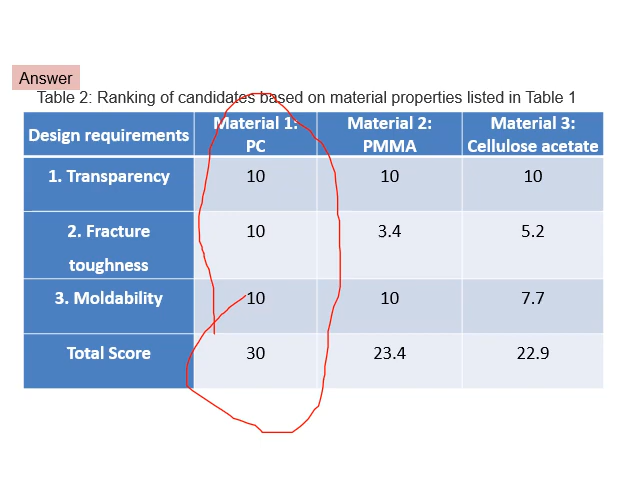 Answer
Table 2: Ranking of candidates based on material properties listed in Table 1
Design requirements Material 1: PC Material 2: PMMA Material 3: Cellulose acetate
1. Transparency 10 10 10
2. Fracture toughness 10 3.4 5.2
3. Moldability 10 10 7.7
Total Score 30 23.4 22.9